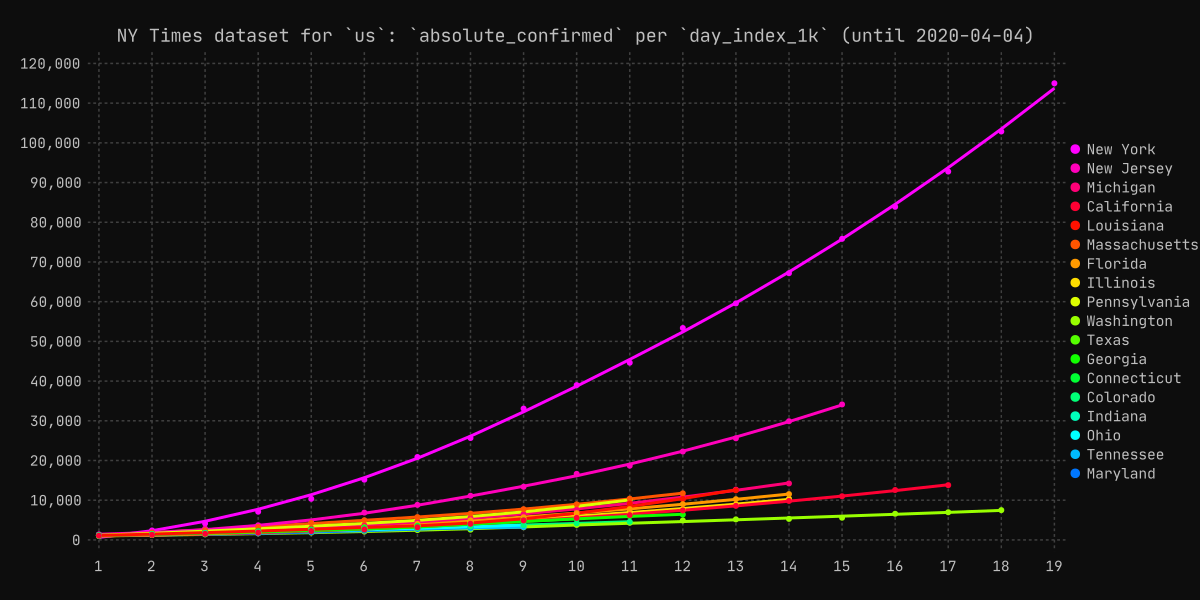 NY Times dataset for `us`: `absolute_confirmed` per `day_index_1k` (until 2020-04-04)
120,000
110,000
100,000
90,000
80,000
70,000
60,000
50,000
40,000
30,000
20,000
10,000
0
1 2 3 4 5 6 7 8 9 10 11 12 13 14 15 16 17 18 19
New York
New Jersey
Michigan
California
Louisiana
Massachusetts
Florida
Illinois
Pennsylvania
Washington
Texas
Georgia
Connecticut
Colorado
Indiana
Ohio
Tennessee
Maryland